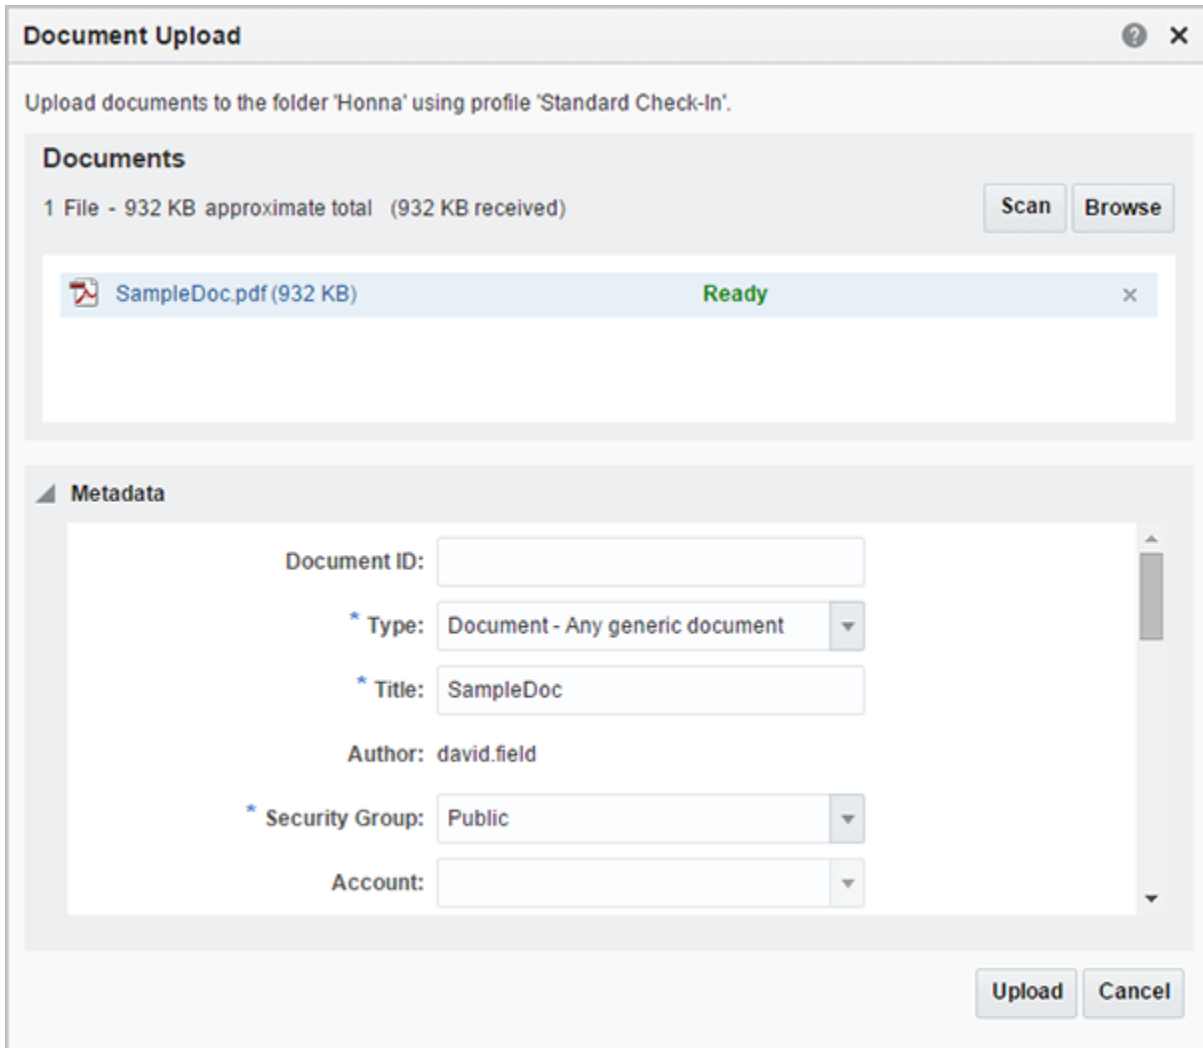 Document Upload
Upload documents to the folder 'Honna' using profile 'Standard Check-In'.
Documents
1 File - 932 KB approximate total (932 KB received)
Scan
Browse
SampleDoc.pdf (932 KB)
Ready
Metadata
Document ID:
* Type: Document - Any generic document
* Title: SampleDoc
Author: david.field
* Security Group: Public
Account:
Upload
Cancel